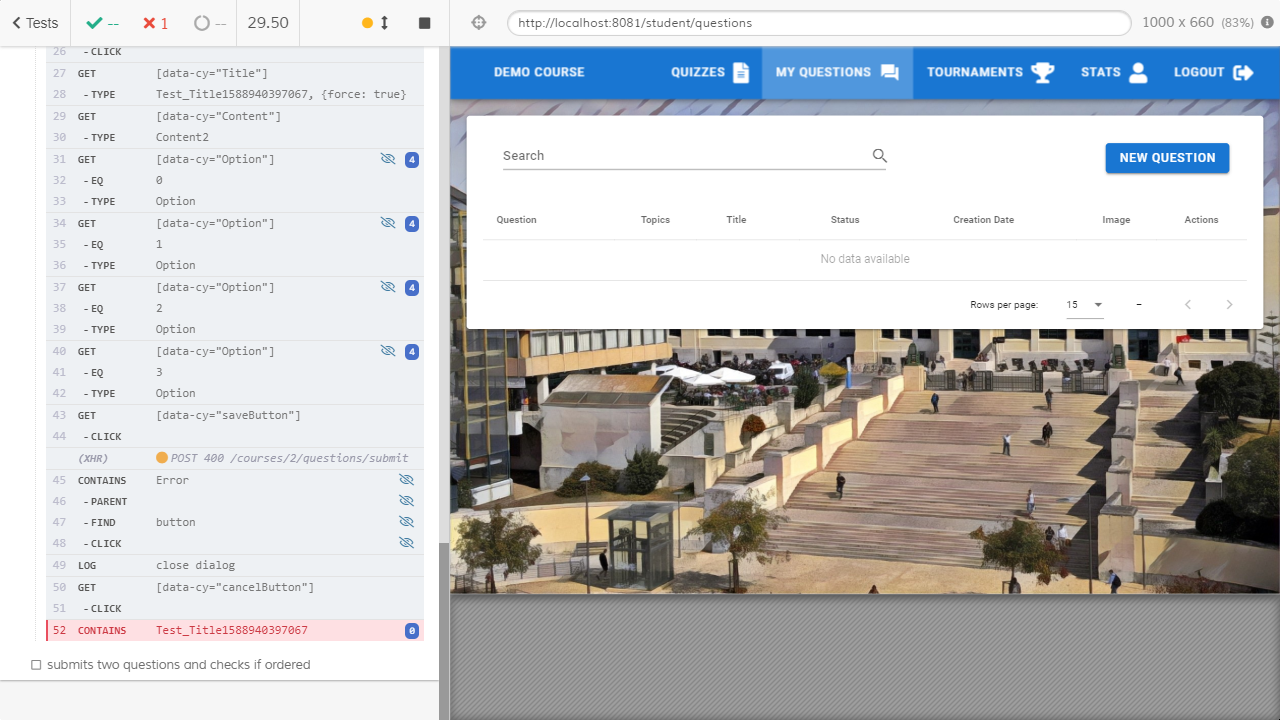 Tests
--
1
--
29.50
http://localhost:8081/student/questions
1000 x 660 (83%)
26 -CLICK
27 GET [data-cy="Title"]
28 -TYPE Test_Title1588940397067, {force: true}
29 GET [data-cy="Content"]
30 -TYPE Content2
31 GET [data-cy="Option"] 4
32 -EQ 0
33 -TYPE Option
34 GET [data-cy="Option"] 4
35 -EQ 1
36 -TYPE Option
37 GET [data-cy="Option"] 4
38 -EQ 2
39 -TYPE Option
40 GET [data-cy="Option"] 4
41 -EQ 3
42 -TYPE Option
43 GET [data-cy="saveButton"]
44 -CLICK
(XHR) POST 400 /courses/2/questions/submit
45 CONTAINS Error
46 -PARENT
47 -FIND button
48 -CLICK
49 LOG close dialog
50 GET [data-cy="cancelButton"]
51 -CLICK
52 CONTAINS Test_Title1588940397067 0
submits two questions and checks if ordered
DEMO COURSE
QUIZZES
MY QUESTIONS
TOURNAMENTS
STATS
LOGOUT
Search
NEW QUESTION
Question Topics Title Status Creation Date Image Actions
No data available
Rows per page: 15 –